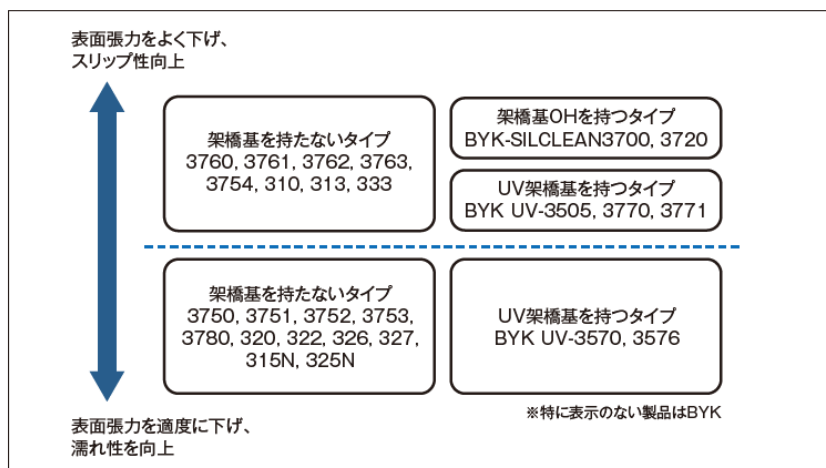 表面張力をよく下げ、
スリップ性向上
架橋基を持たないタイプ
3760, 3761, 3762, 3763,
3754, 310, 313, 333
架橋基OHを持つタイプ
BYK-SILCLEAN3700, 3720
UV架橋基を持つタイプ
BYK UV-3505, 3770, 3771
架橋基を持たないタイプ
3750, 3751, 3752, 3753,
3780, 320, 322, 326, 327,
315N, 325N
UV架橋基を持つタイプ
BYK UV-3570, 3576
※特に表示のない製品はBYK
表面張力を適度に下げ、
濡れ性を向上